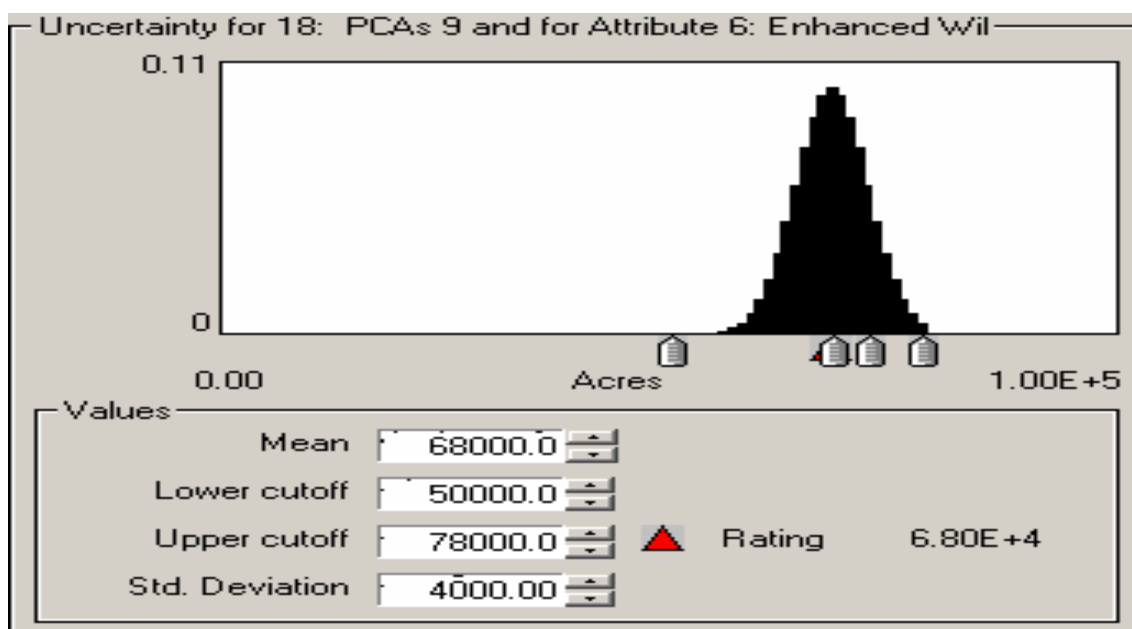 Uncertainty for 18: PCAs 9 and for Attribute 6: Enhanced Wil
0.11
0
0.00 Acres 1.00E+5
Values
Mean 68000.0
Lower cutoff 50000.0
Upper cutoff 78000.0 Rating 6.80E+4
Std. Deviation 4000.00